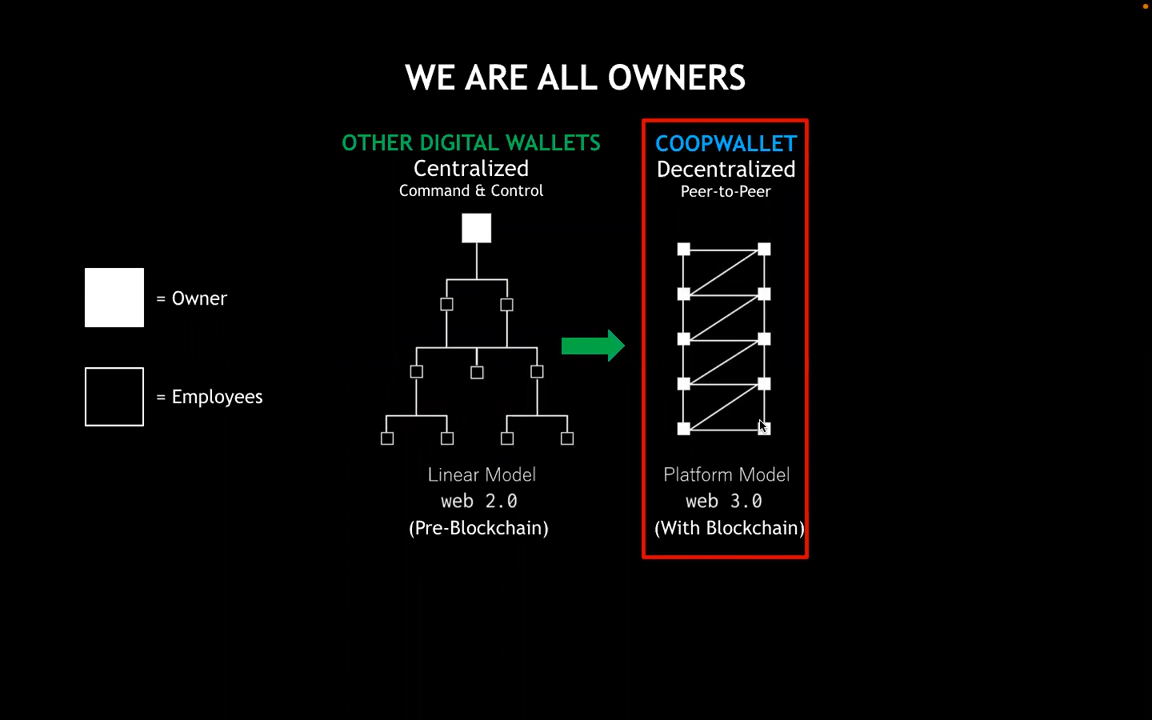 WE ARE ALL OWNERS
OTHER DIGITAL WALLETS
Centralized
Command & Control
COOPWALLET
Decentralized
Peer-to-Peer
= Owner
= Employees
Linear Model
web 2.0
(Pre-Blockchain)
Platform Model
web 3.0
(With Blockchain)